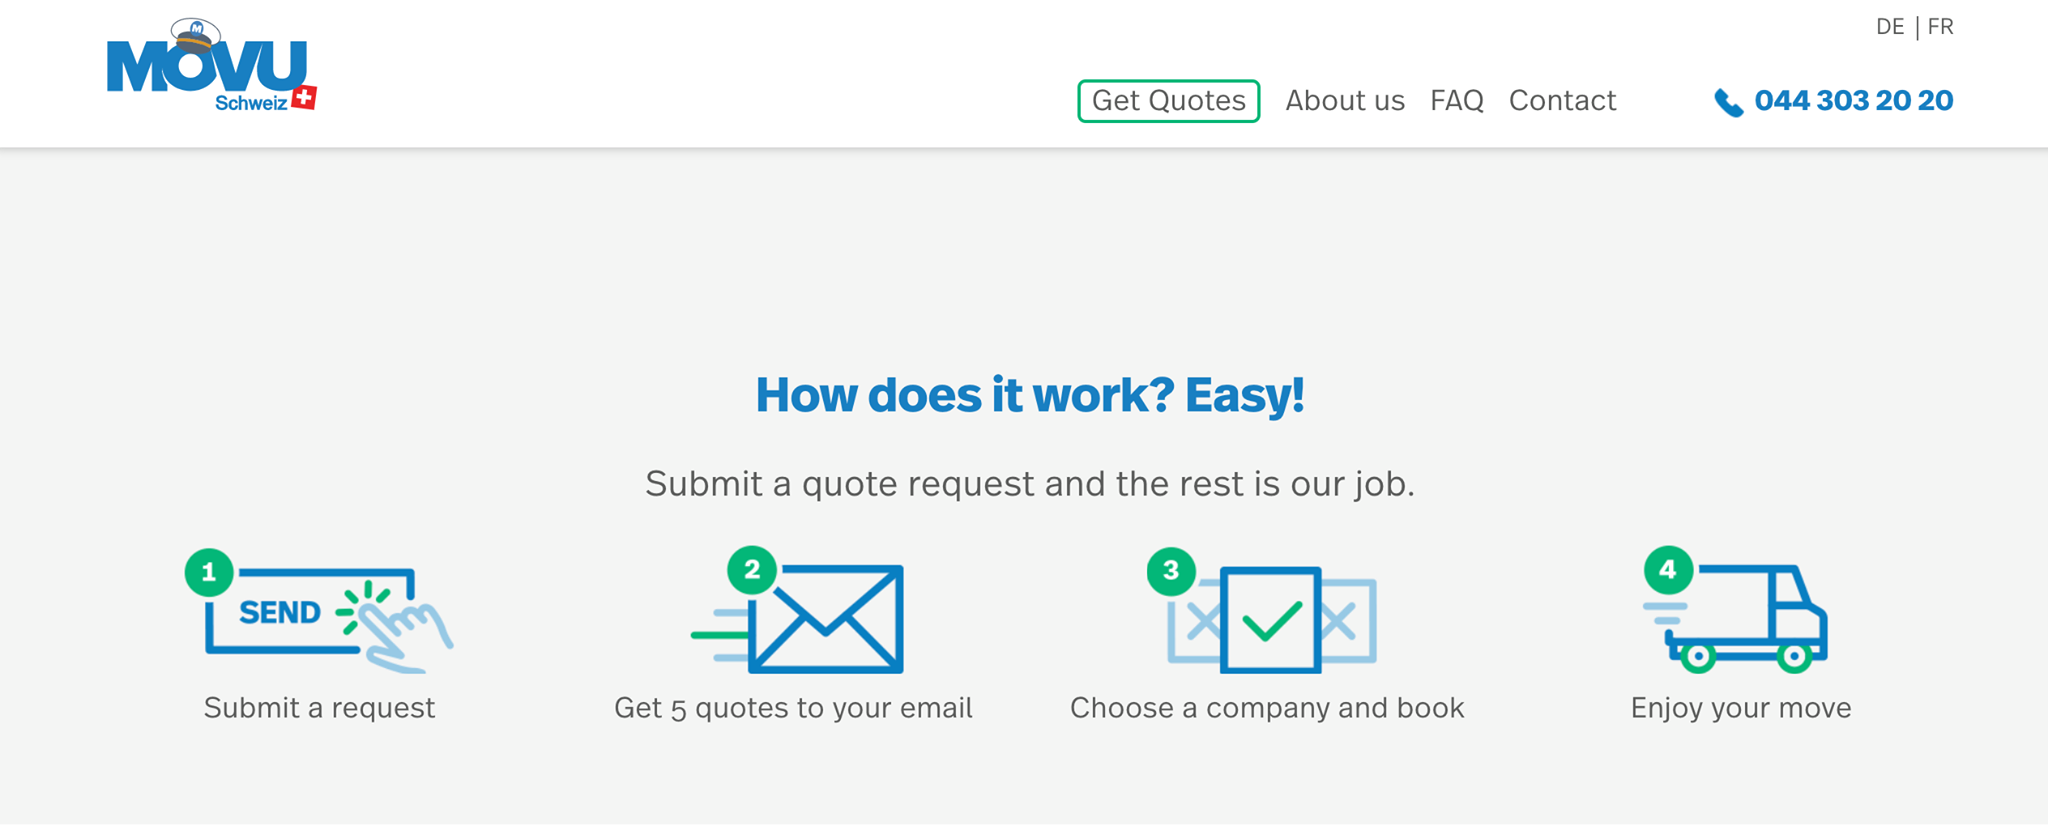 DE | FR
MOVU
Schweiz
Get Quotes About us FAQ Contact 044 303 20 20
How does it work? Easy!
Submit a quote request and the rest is our job.
1 SEND
Submit a request
2
Get 5 quotes to your email
3
Choose a company and book
4
Enjoy your move